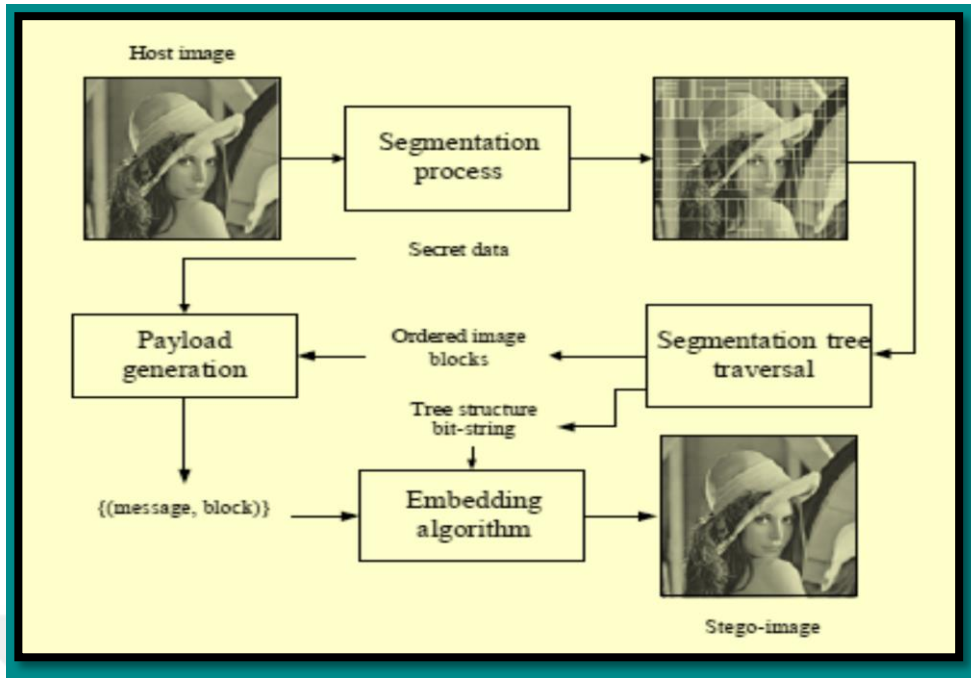 Host image
Segmentation
process
Secret data
Payload
generation
Ordered image
blocks
Segmentation tree
traversal
Tree structure
bit-string
{(message, block)}
Embedding
algorithm
Stego-image